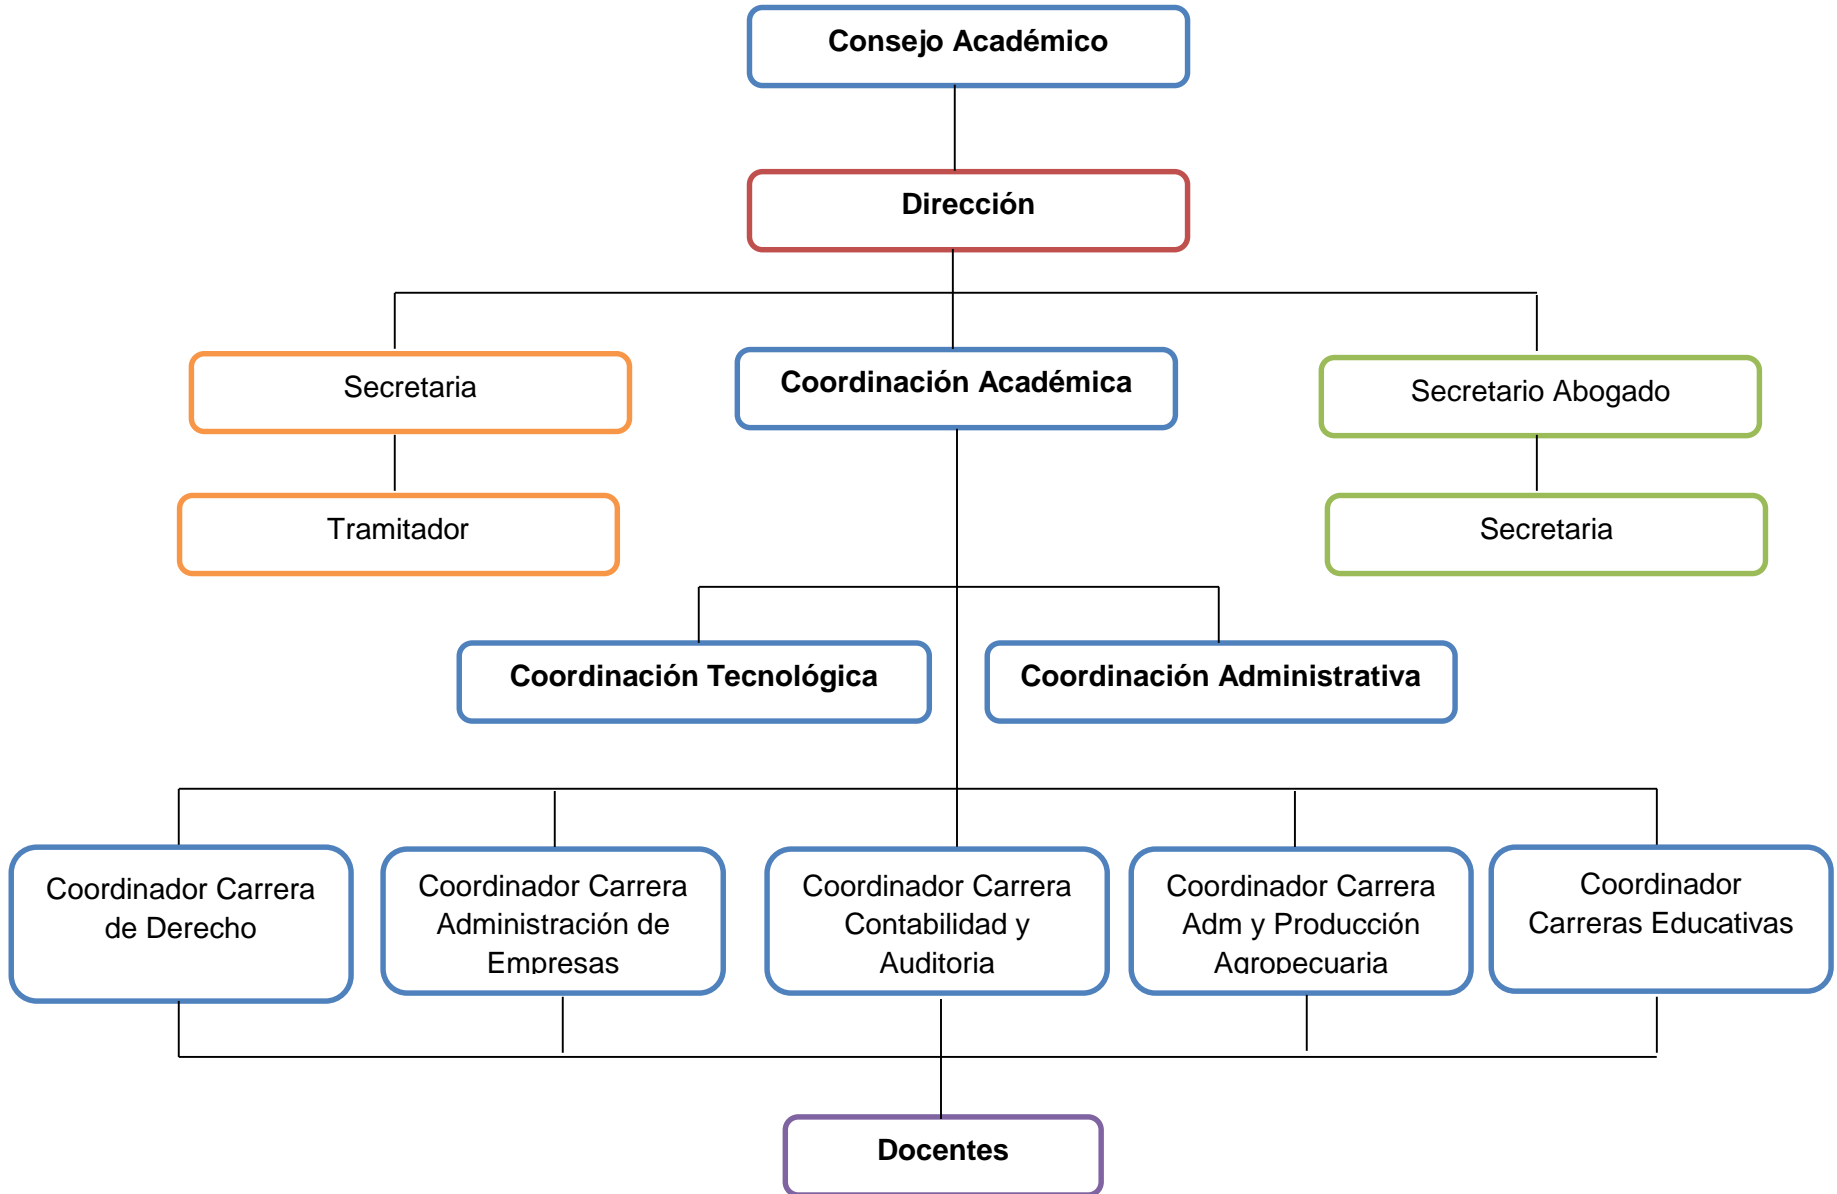 Consejo Académico
Dirección
Secretaria
Coordinación Académica
Secretario Abogado
Tramitador
Secretaria
Coordinación Tecnológica
Coordinación Administrativa
Coordinador Carrera
de Derecho
Coordinador Carrera
Administración de
Empresas
Coordinador Carrera
Contabilidad y
Auditoria
Coordinador Carrera
Adm y Producción
Agropecuaria
Coordinador
Carreras Educativas
Docentes